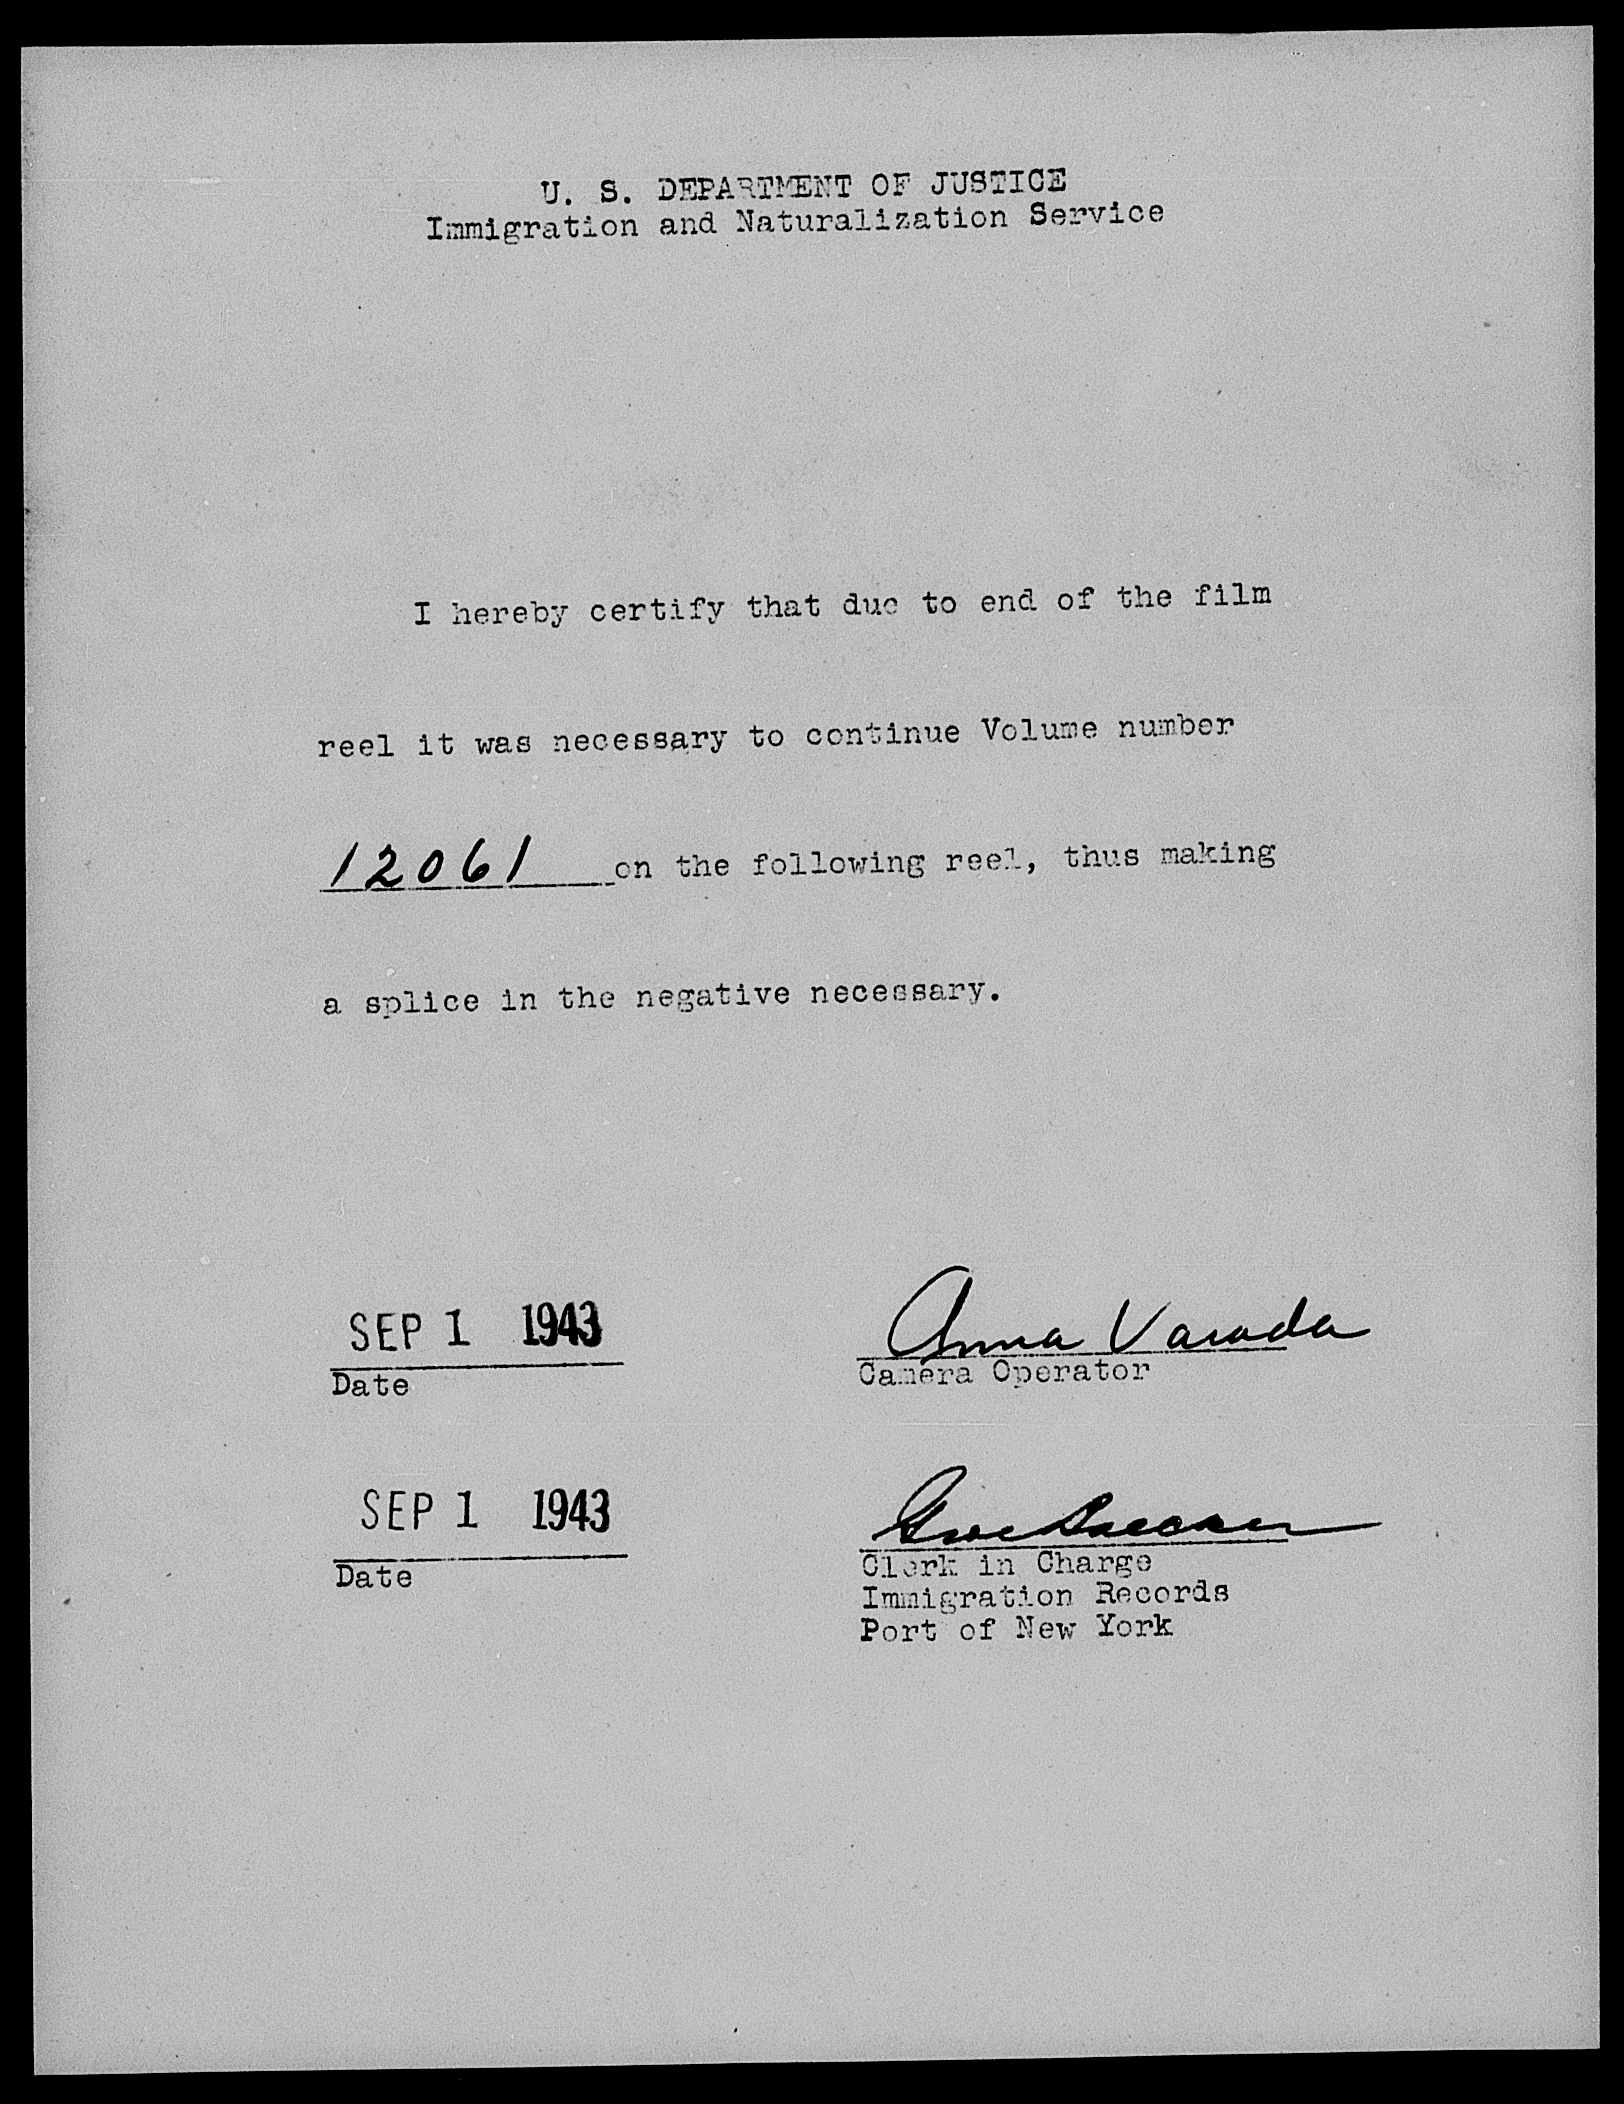 U. S. DEPARTMENT OF JUSTICE
Immigration and Naturalization Service
I hereby certify that due to end of the film
reel it was necessary to continue Volume number
12061 on the following reel, thus making
a splice in the negative necessary.
SEP 1 1943
Date
Anna Varada
Camera Operator
SEP 1 1943
Date
Clerk in Charge
Immigration Records
Port of New York